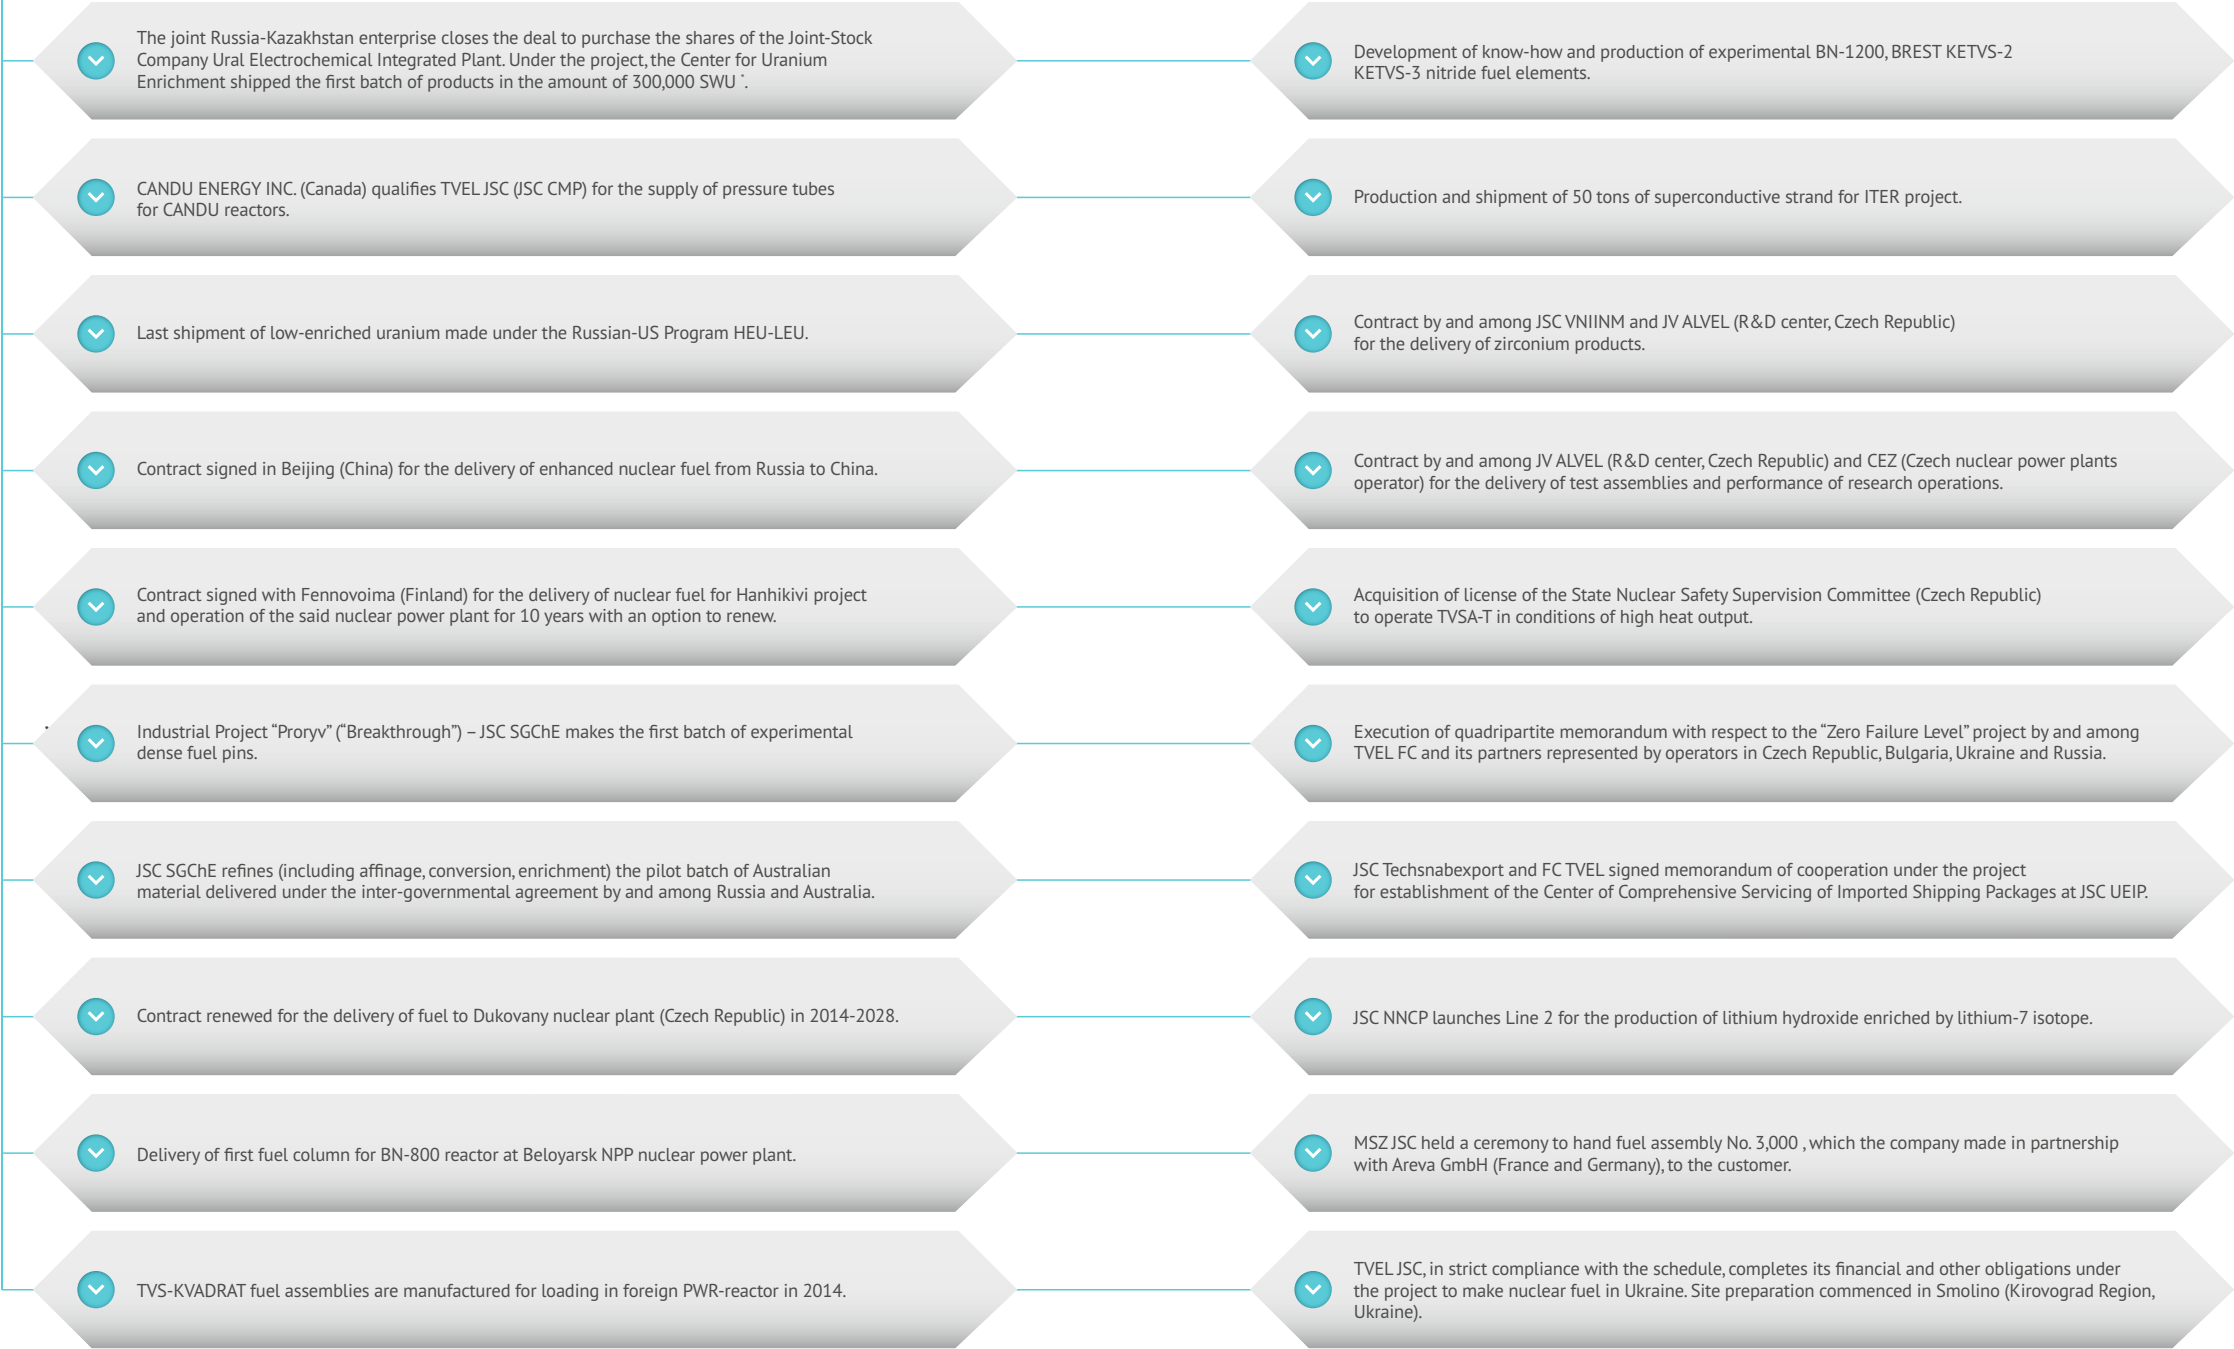 The joint Russia-Kazakhstan enterprise closes the deal to purchase the shares of the Joint-Stock
Company Ural Electrochemical Integrated Plant. Under the project, the Center for Uranium
Enrichment shipped the first batch of products in the amount of 300,000 SWU *.
Development of know-how and production of experimental BN-1200, BREST KETVS-2
KETVS-3 nitride fuel elements.
CANDU ENERGY INC. (Canada) qualifies TVEL JSC (JSC CMP) for the supply of pressure tubes
for CANDU reactors.
Production and shipment of 50 tons of superconductive strand for ITER project.
Last shipment of low-enriched uranium made under the Russian-US Program HEU-LEU.
Contract by and among JSC VNIINM and JV ALVEL (R&D center, Czech Republic)
for the delivery of zirconium products.
Contract signed in Beijing (China) for the delivery of enhanced nuclear fuel from Russia to China.
Contract by and among JV ALVEL (R&D center, Czech Republic) and CEZ (Czech nuclear power plants
operator) for the delivery of test assemblies and performance of research operations.
Contract signed with Fennovoima (Finland) for the delivery of nuclear fuel for Hanhikivi project
and operation of the said nuclear power plant for 10 years with an option to renew.
Acquisition of license of the State Nuclear Safety Supervision Committee (Czech Republic)
to operate TVSA-T in conditions of high heat output.
Industrial Project “Proryv” (“Breakthrough”) – JSC SGChE makes the first batch of experimental
dense fuel pins.
Execution of quadripartite memorandum with respect to the “Zero Failure Level” project by and among
TVEL FC and its partners represented by operators in Czech Republic, Bulgaria, Ukraine and Russia.
JSC SGChE refines (including affinage, conversion, enrichment) the pilot batch of Australian
material delivered under the inter-governmental agreement by and among Russia and Australia.
JSC Techsnabexport and FC TVEL signed memorandum of cooperation under the project
for establishment of the Center of Comprehensive Servicing of Imported Shipping Packages at JSC UEIP.
Contract renewed for the delivery of fuel to Dukovany nuclear plant (Czech Republic) in 2014-2028.
JSC NNCP launches Line 2 for the production of lithium hydroxide enriched by lithium-7 isotope.
Delivery of first fuel column for BN-800 reactor at Beloyarsk NPP nuclear power plant.
MSZ JSC held a ceremony to hand fuel assembly No. 3,000 , which the company made in partnership
with Areva GmbH (France and Germany), to the customer.
TVS-KVADRAT fuel assemblies are manufactured for loading in foreign PWR-reactor in 2014.
TVEL JSC, in strict compliance with the schedule, completes its financial and other obligations under
the project to make nuclear fuel in Ukraine. Site preparation commenced in Smolino (Kirovograd Region,
Ukraine).